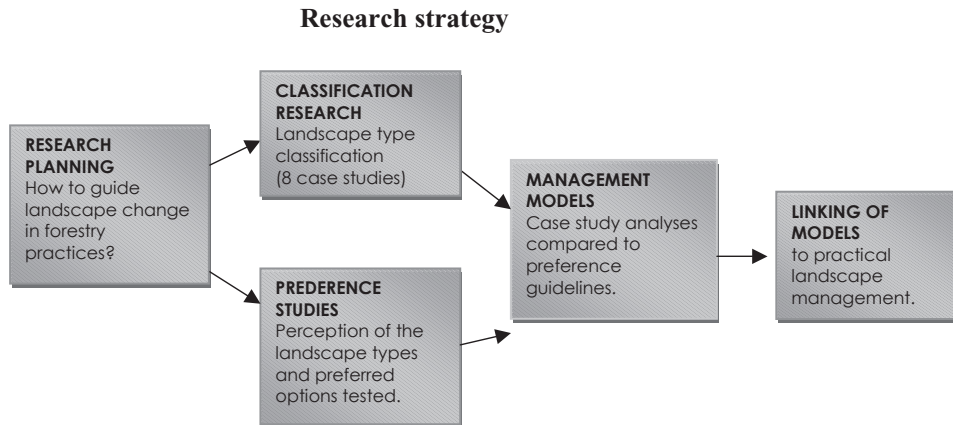 Research strategy
RESEARCH
PLANNING
How to guide
landscape change
in forestry
practices?
CLASSIFICATION
RESEARCH
Landscape type
classification
(8 case studies)
PREDERENCE
STUDIES
Perception of the
landscape types
and preferred
options tested.
MANAGEMENT
MODELS
Case study analyses
compared to
preference
guidelines.
LINKING OF
MODELS
to practical
landscape
management.